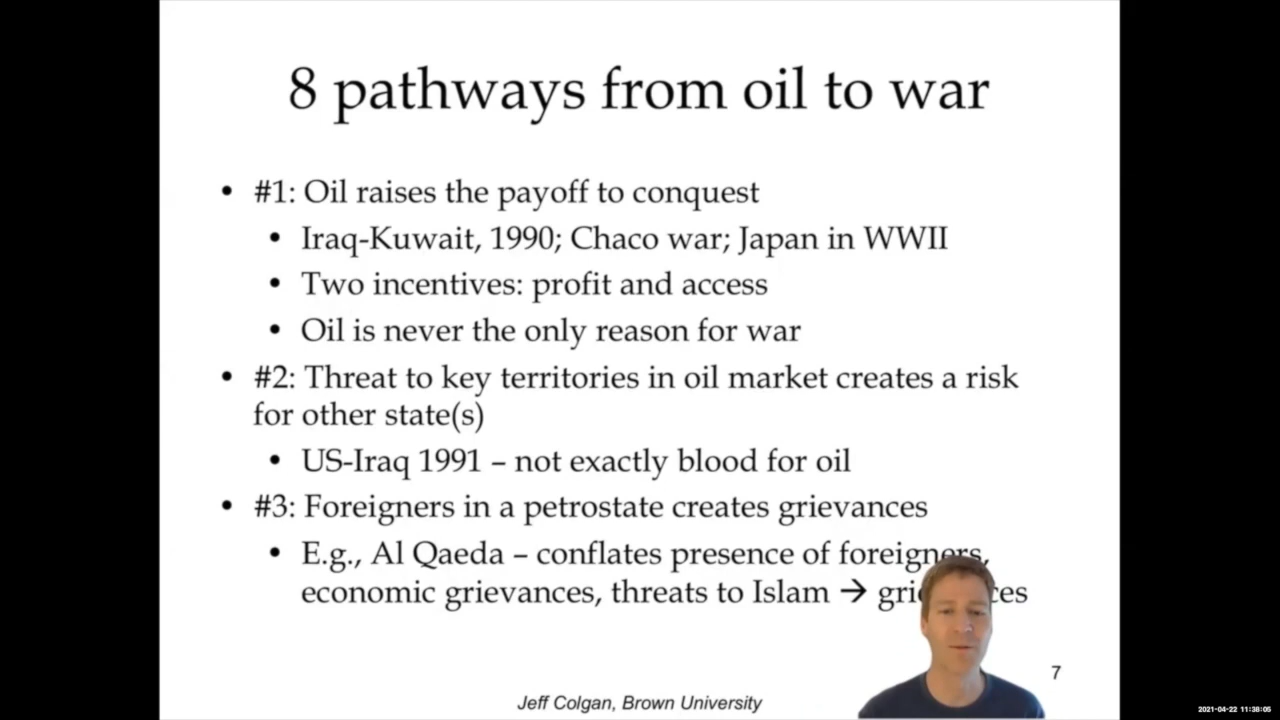 8 pathways from oil to war
• #1: Oil raises the payoff to conquest
• Iraq-Kuwait, 1990; Chaco war; Japan in WWII
• Two incentives: profit and access
• Oil is never the only reason for war
• #2: Threat to key territories in oil market creates a risk
for other state(s)
• US-Iraq 1991 – not exactly blood for oil
• #3: Foreigners in a petrostate creates grievances
• E.g., Al Qaeda – conflates presence of foreigners,
economic grievances, threats to Islam → grievances
7
Jeff Colgan, Brown University
2021-04-22 11:38:05